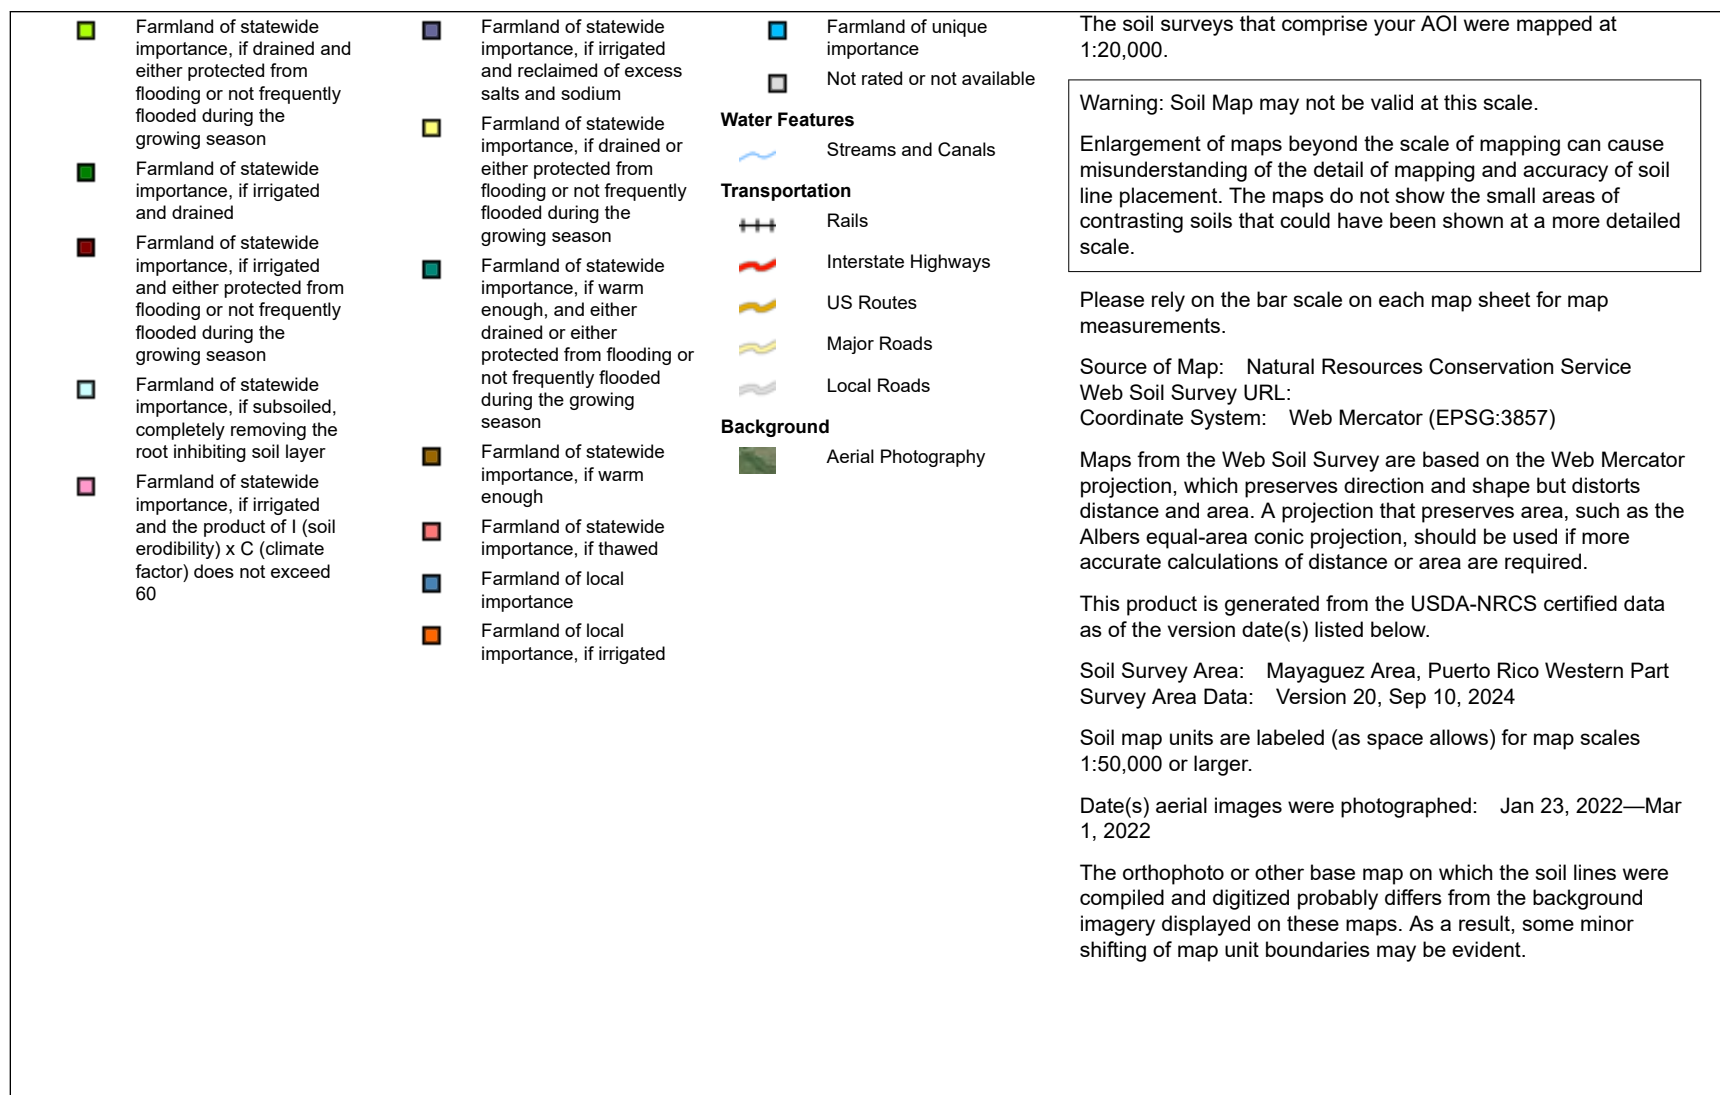 Farmland of statewide
importance, if drained and
either protected from
flooding or not frequently
flooded during the
growing season
Farmland of statewide
importance, if irrigated
and drained
Farmland of statewide
importance, if irrigated
and either protected from
flooding or not frequently
flooded during the
growing season
Farmland of statewide
importance, if subsoiled,
completely removing the
root inhibiting soil layer
Farmland of statewide
importance, if irrigated
and the product of I (soil
erodibility) x C (climate
factor) does not exceed
60
Farmland of statewide
importance, if irrigated
and reclaimed of excess
salts and sodium
Farmland of statewide
importance, if drained or
either protected from
flooding or not frequently
flooded during the
growing season
Farmland of statewide
importance, if warm
enough, and either
drained or either
protected from flooding or
not frequently flooded
during the growing
season
Farmland of statewide
importance, if warm
enough
Farmland of statewide
importance, if thawed
Farmland of local
importance
Farmland of local
importance, if irrigated
Farmland of unique
importance
Not rated or not available
Water Features
Streams and Canals
Transportation
Rails
Interstate Highways
US Routes
Major Roads
Local Roads
Background
Aerial Photography
The soil surveys that comprise your AOI were mapped at
1:20,000.
Warning: Soil Map may not be valid at this scale.
Enlargement of maps beyond the scale of mapping can cause
misunderstanding of the detail of mapping and accuracy of soil
line placement. The maps do not show the small areas of
contrasting soils that could have been shown at a more detailed
scale.
Please rely on the bar scale on each map sheet for map
measurements.
Source of Map: Natural Resources Conservation Service
Web Soil Survey URL:
Coordinate System: Web Mercator (EPSG:3857)
Maps from the Web Soil Survey are based on the Web Mercator
projection, which preserves direction and shape but distorts
distance and area. A projection that preserves area, such as the
Albers equal-area conic projection, should be used if more
accurate calculations of distance or area are required.
This product is generated from the USDA-NRCS certified data
as of the version date(s) listed below.
Soil Survey Area: Mayaguez Area, Puerto Rico Western Part
Survey Area Data: Version 20, Sep 10, 2024
Soil map units are labeled (as space allows) for map scales
1:50,000 or larger.
Date(s) aerial images were photographed: Jan 23, 2022—Mar
1, 2022
The orthophoto or other base map on which the soil lines were
compiled and digitized probably differs from the background
imagery displayed on these maps. As a result, some minor
shifting of map unit boundaries may be evident.